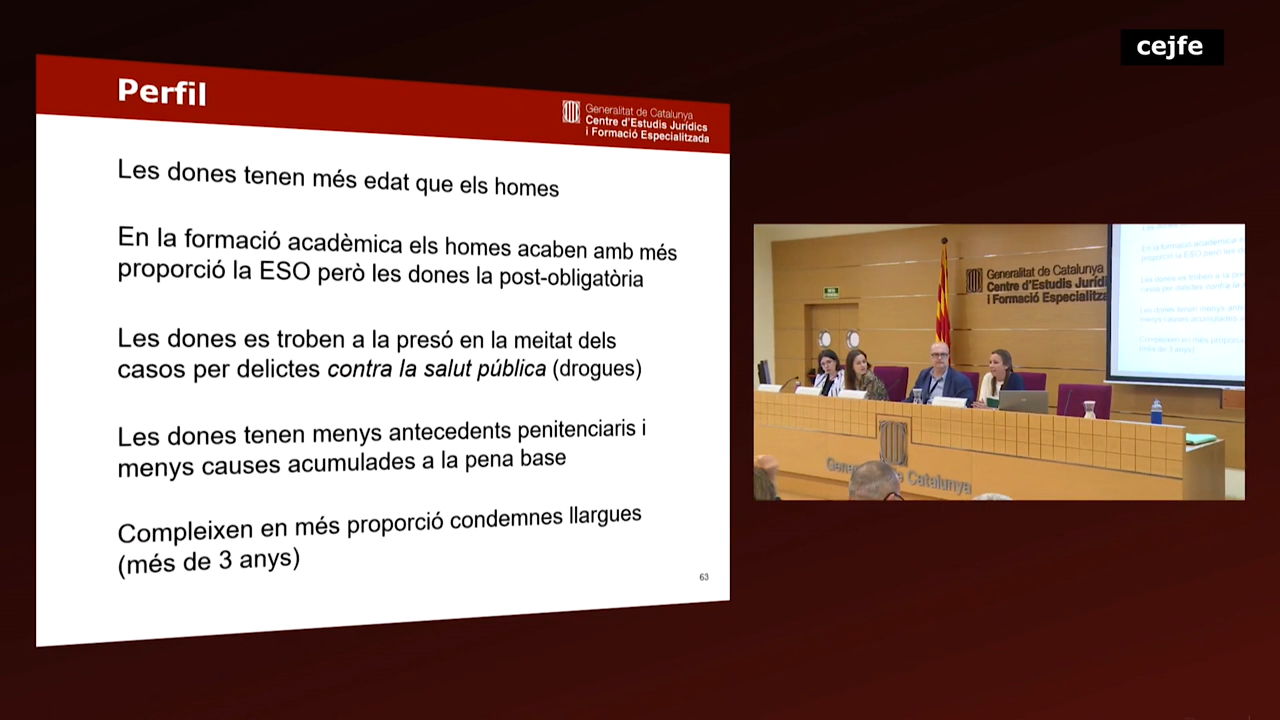 cejfe
Perfil
Generalitat de Catalunya
Centre d'Estudis Jurídics
i Formació Especialitzada
Les dones tenen més edat que els homes
En la formació acadèmica els homes acaben amb més
proporció la ESO però les dones la post-obligatòria
Les dones es troben a la presó en la meitat dels
casos per delictes contra la salut pública (drogues)
Les dones tenen menys antecedents penitenciaris i
menys causes acumulades a la pena base
Compleixen en més proporció condemnes llargues
(més de 3 anys)
63
Generalitat de Catalunya
Centre d'Estudis Jurídi
i Formació Especialitza
Catalunya